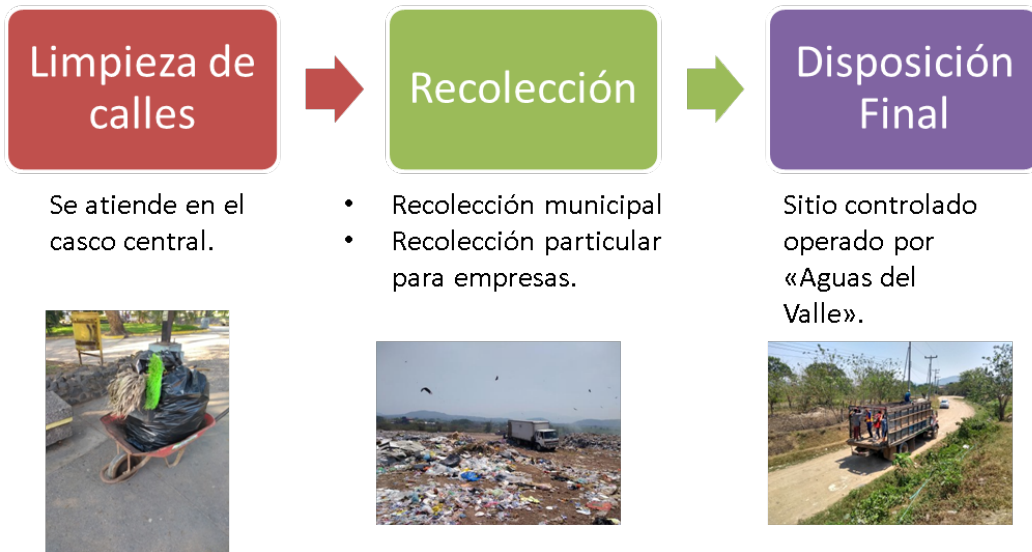 Limpieza de
calles
Recolección
Disposición
Final
Se atiende en el
casco central.
• Recolección municipal
• Recolección particular
para empresas.
Sitio controlado
operado por
«Aguas del
Valle».